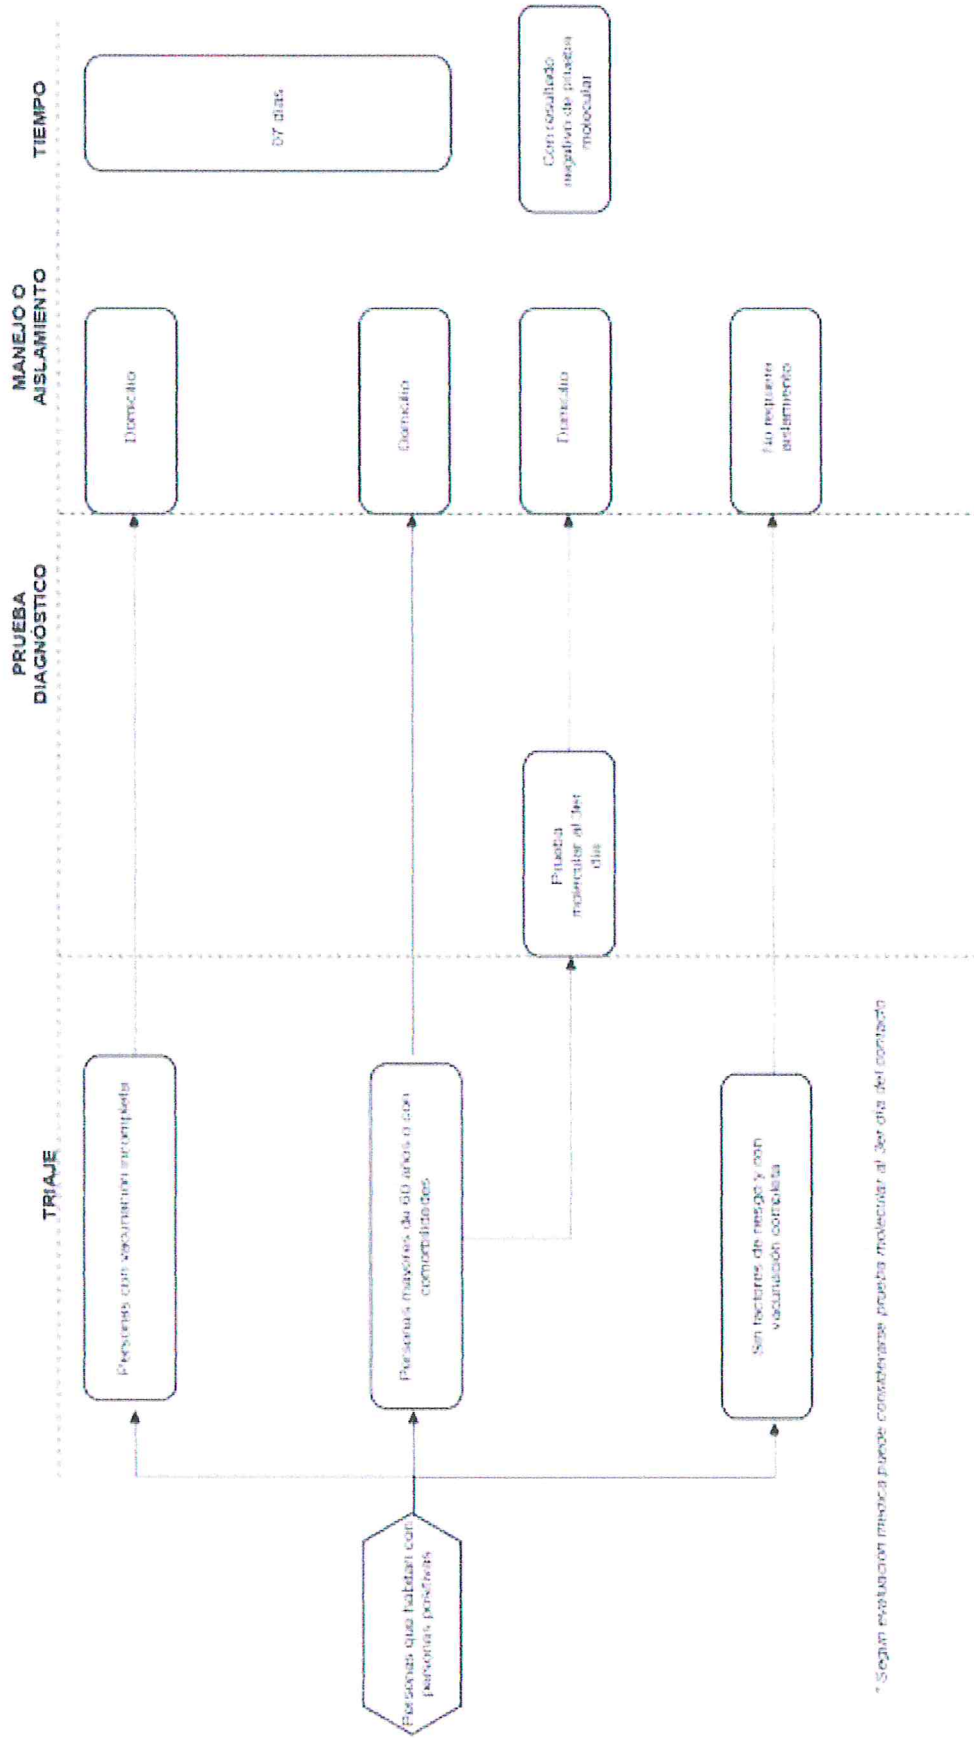 TRIAJE
PRUEBA
DIAGNÓSTICO
MANEJO O
AISLAMIENTO
TIEMPO
Personas que habitan con
personas positivas
Personas con vacunación incompleta
Domicilio
07 días
Personas mayores de 60 años o con
comorbilidades
Domicilio
Prueba
molecular al 3er
día
Domicilio
Con resultado
negativo de prueba
molecular
Sin factores de riesgo y con
vacunación completa
No requiere
aislamiento
* Según evaluación médica puede considerarse prueba molecular al 3er día del contacto